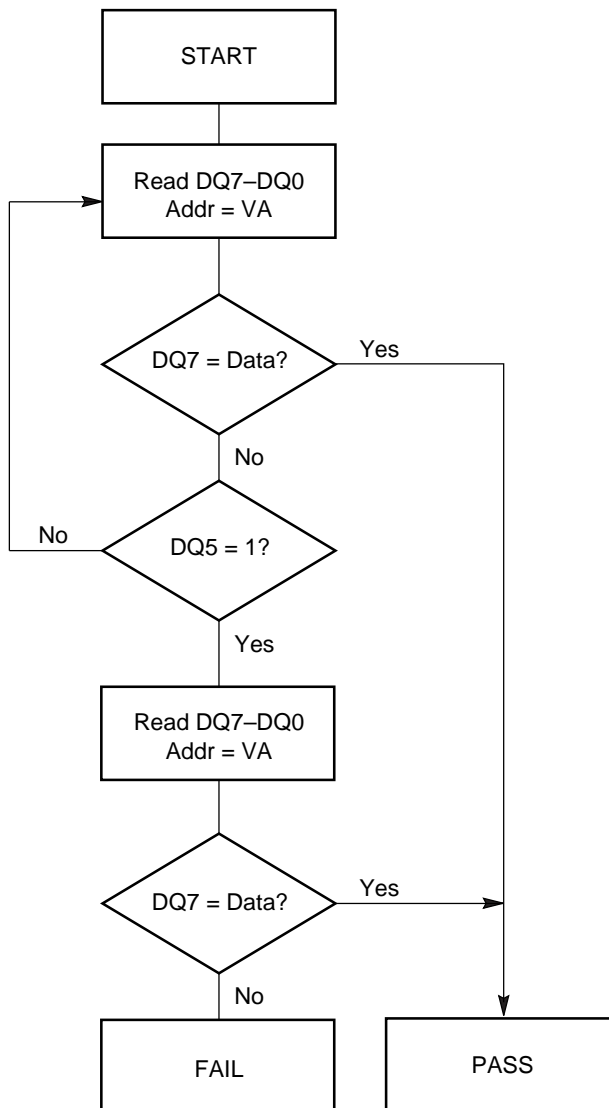 START
Read DQ7–DQ0
Addr = VA
DQ7 = Data?
Yes
No
No
DQ5 = 1?
Yes
Read DQ7–DQ0
Addr = VA
DQ7 = Data?
Yes
No
FAIL
PASS